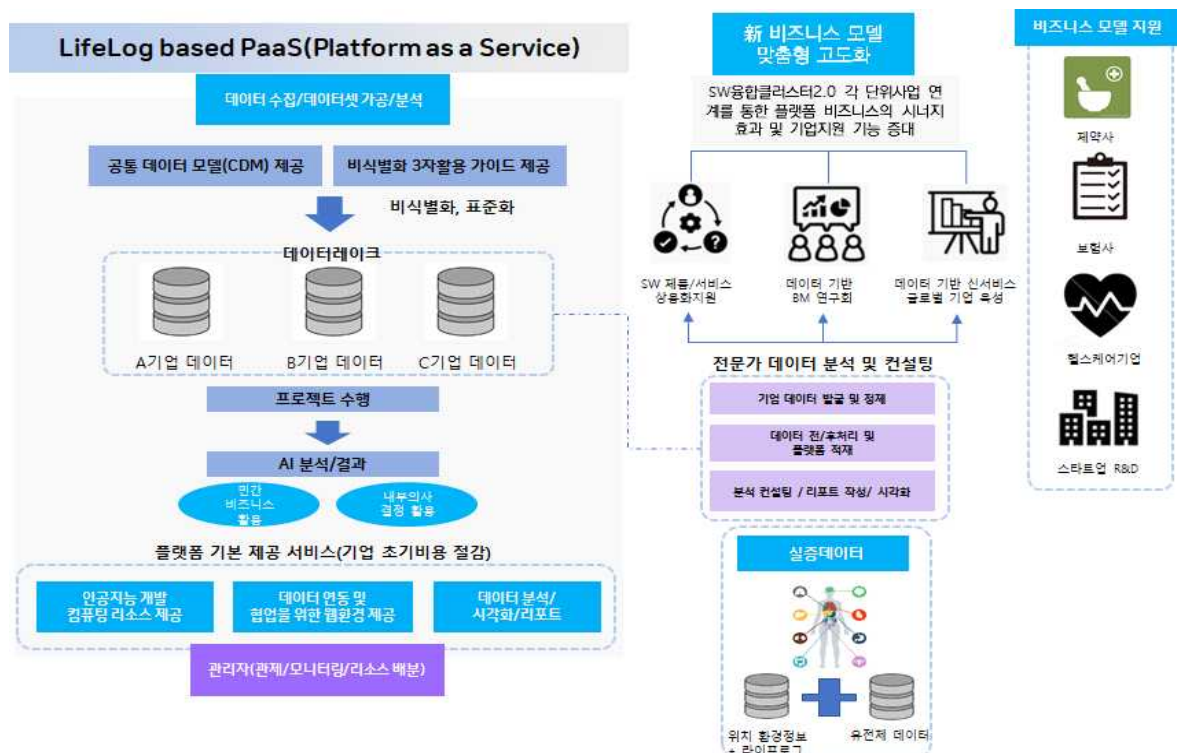 LifeLog based PaaS(Platform as a Service)
데이터 수집/데이터셋 가공/분석
공통 데이터 모델(CDM) 제공
비식별화 3자활용 가이드 제공
비식별화, 표준화
데이터레이크
A기업 데이터
B기업 데이터
C기업 데이터
프로젝트 수행
AI 분석/결과
민간
비즈니스
활용
내부의사
결정 활용
플랫폼 기본 제공 서비스(기업 초기비용 절감)
인공지능 개발
컴퓨팅 리소스 제공
데이터 연동 및
협업을 위한 웹환경 제공
데이터 분석/
시각화/리포트
관리자(관제/모니터링/리소스 배분)
新 비즈니스 모델
맞춤형 고도화
SW융합클러스터2.0 각 단위사업 연
계를 통한 플랫폼 비즈니스의 시너지
효과 및 기업지원 기능 증대
SW 제품/서비스
상용화지원
데이터 기반
BM 연구회
데이터 기반 신서비스
글로벌 기업 육성
전문가 데이터 분석 및 컨설팅
기업 데이터 발굴 및 정제
데이터 전/후처리 및
플랫폼 적재
분석 컨설팅 / 리포트 작성/ 시각화
실증데이터
위치 환경정보
+ 라이프로그
유전체 데이터
비즈니스 모델 지원
제약사
보험사
헬스케어기업
스타트업 R&D